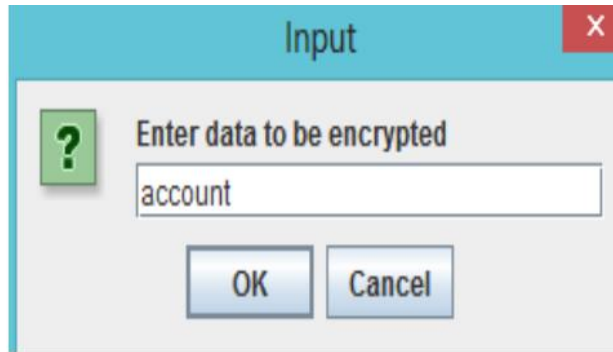 Input
X
?
Enter data to be encrypted
account
OK Cancel